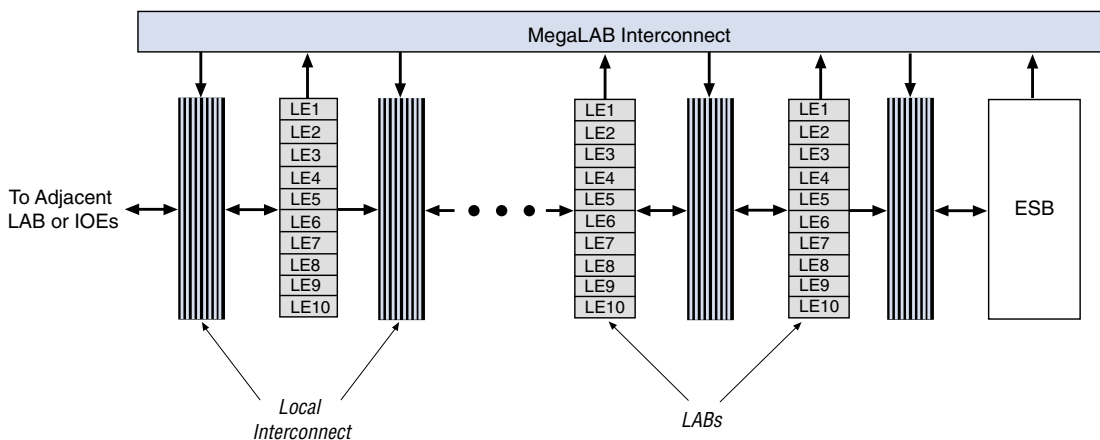 MegaLAB Interconnect
LE1
LE2
LE3
LE4
LE5
LE6
LE7
LE8
LE9
LE10
LE1
LE2
LE3
LE4
LE5
LE6
LE7
LE8
LE9
LE10
LE1
LE2
LE3
LE4
LE5
LE6
LE7
LE8
LE9
LE10
To Adjacent
LAB or IOEs
ESB
Local
Interconnect
LABs